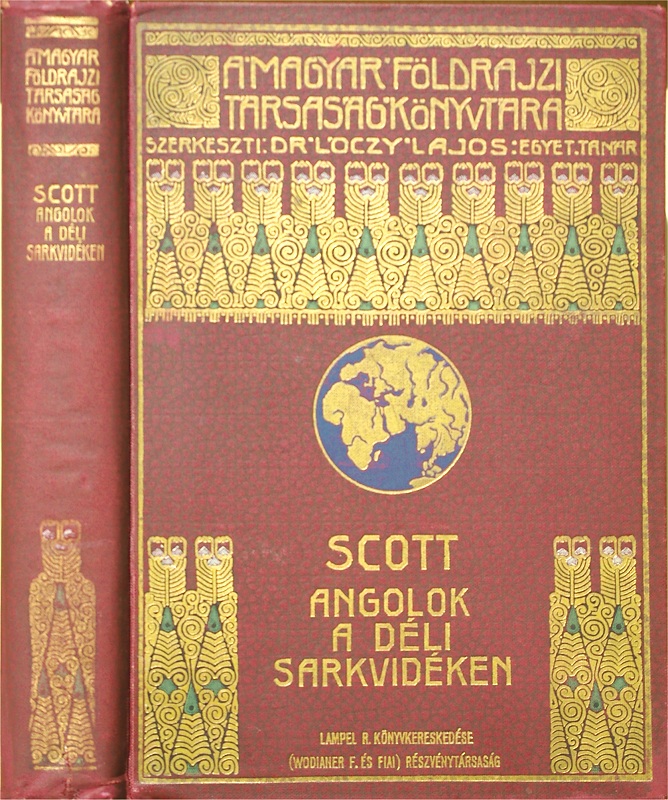 A MAGYAR
FÖLDRAJZI
TÁRSASÁG
KÖNYVTÁRA
SCOTT
ANGOLOK
A DÉLI
SARKVIDÉKEN
A MAGYAR FÖLDRAJZI
TÁRSASÁG KÖNYVTÁRA
SZERKESZTI: DR LÓCZY LAJOS: EGYET. TANÁR
SCOTT
ANGOLOK
A DÉLI
SARKVIDÉKEN
LAMPEL R. KÖNYVKERESKEDÉSE
(WODIANER F. ÉS FIAI) RÉSZVÉNYTÁRSASÁG